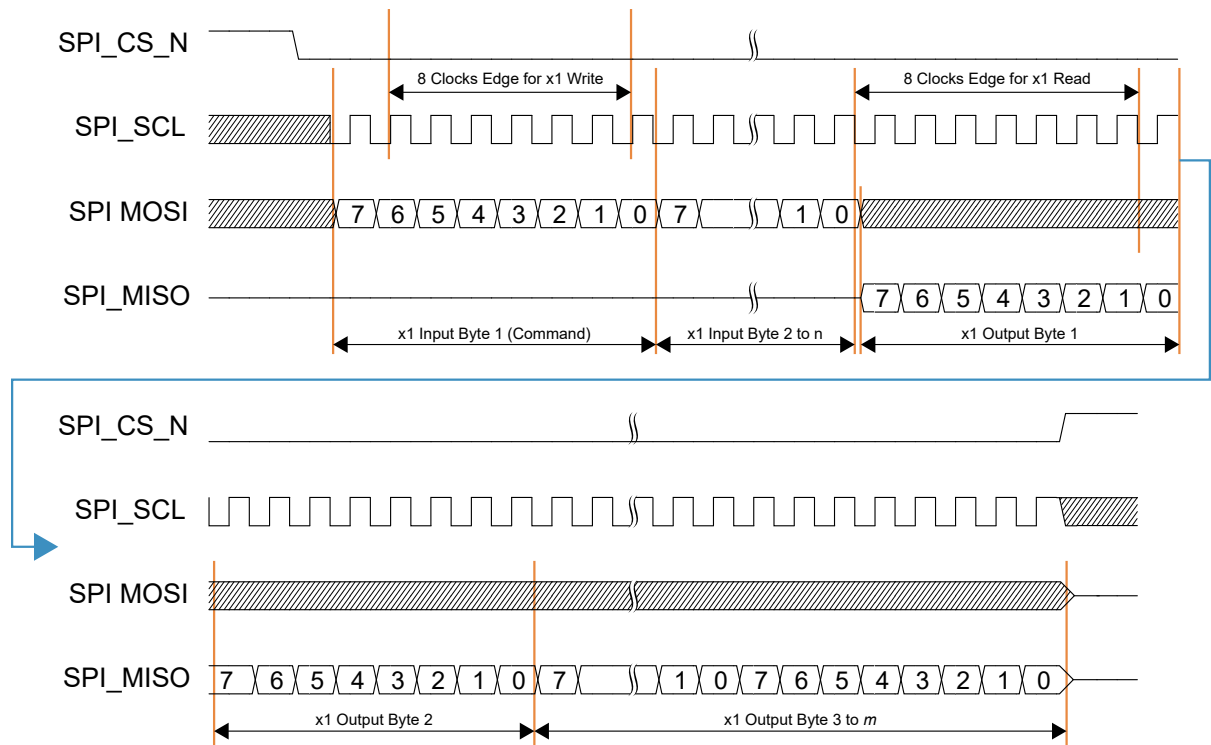 SPI_CS_N
8 Clocks Edge for x1 Write
8 Clocks Edge for x1 Read
SPI_SCL
SPI MOSI
7 6 5 4 3 2 1 0 7 1 0
SPI_MISO
7 6 5 4 3 2 1 0
x1 Input Byte 1 (Command)
x1 Input Byte 2 to n
x1 Output Byte 1
SPI_CS_N
SPI_SCL
SPI MOSI
SPI_MISO
7 6 5 4 3 2 1 0 7 1 0 7 6 5 4 3 2 1 0
x1 Output Byte 2
x1 Output Byte 3 to m